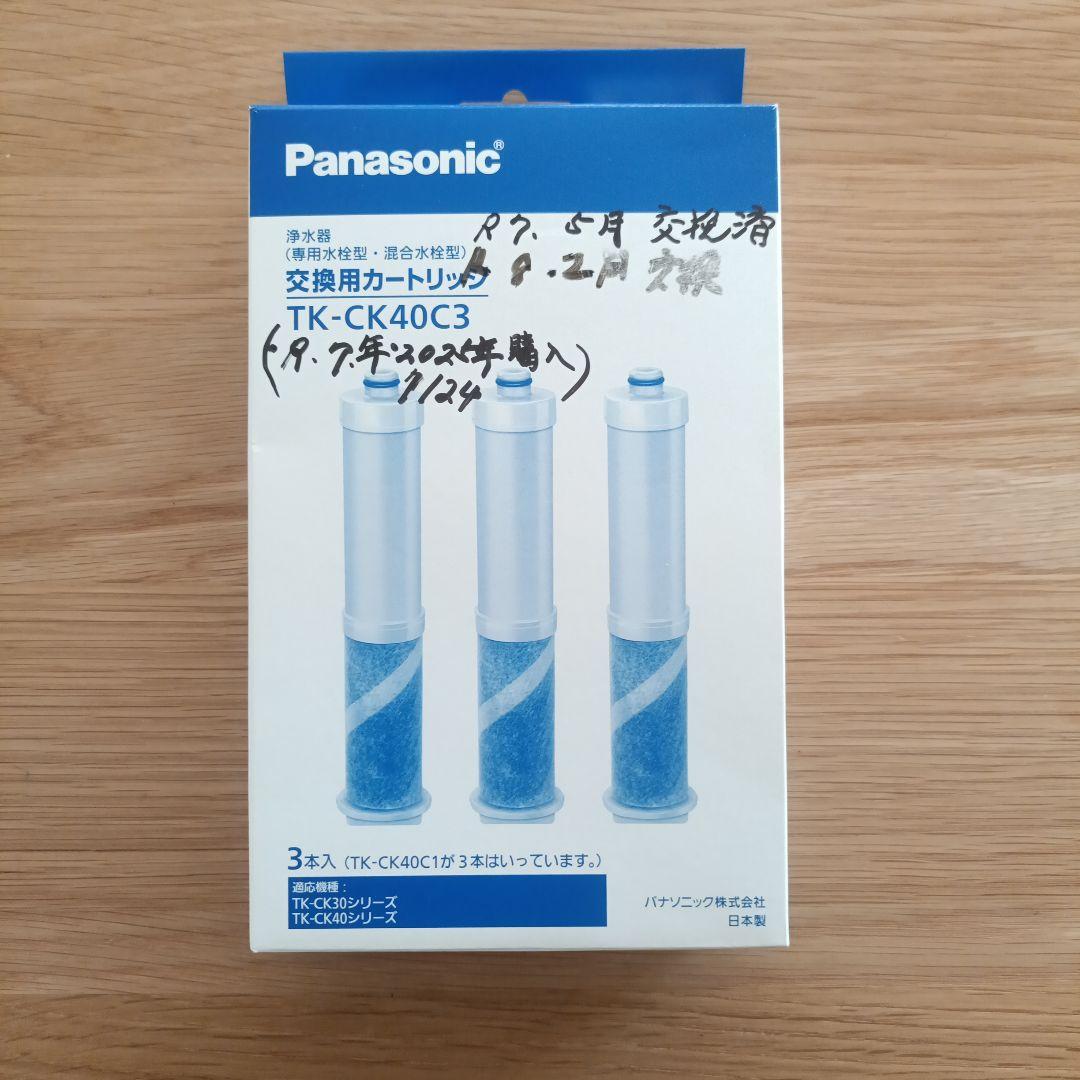 Panasonic®
R7.5月 交換済
浄水器
(専用水栓型・混合水栓型)
R8.2月 交換
交換用カートリッジ
TK-CK40C3
(R.7年・2025年購入)
7/24
3本入(TK-CK40C1が3本はいっています。)
適応機種:
TK-CK30シリーズ
TK-CK40シリーズ
パナソニック株式会社
日本製